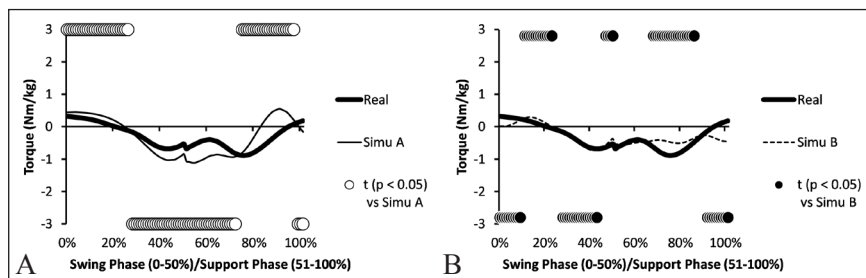 3
2
1
0
-1
-2
-3
Torque (Nm/kg)
0% 20% 40% 60% 80% 100%
Swing Phase (0-50%)/Support Phase (51-100%)
Real
Simu A
t (p < 0.05)
vs Simu A
A
3
2
1
0
-1
-2
-3
Torque (Nm/kg)
0% 20% 40% 60% 80% 100%
Swing Phase (0-50%)/Support Phase (51-100%)
Real
Simu B
t (p < 0.05)
vs Simu B
B